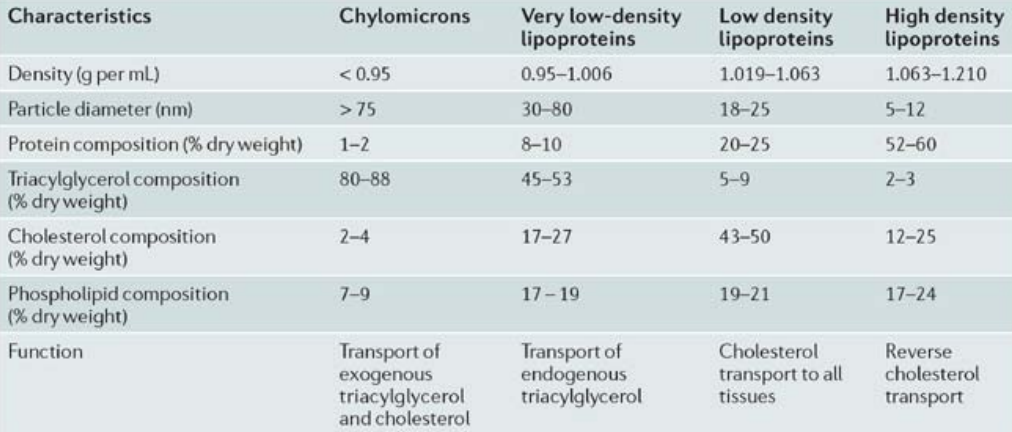 Characteristics Chylomicrons Very low-density Low density High density
lipoproteins lipoproteins lipoproteins
Density (g per mL) < 0.95 0.95–1.006 1.019–1.063 1.063–1.210
Particle diameter (nm) > 75 30–80 18–25 5–12
Protein composition (% dry weight) 1–2 8–10 20–25 52–60
Triacylglycerol composition 80–88 45–53 5–9 2–3
(% dry weight)
Cholesterol composition 2–4 17–27 43–50 12–25
(% dry weight)
Phospholipid composition 7–9 17 – 19 19–21 17–24
(% dry weight)
Function Transport of Transport of Cholesterol Reverse
exogenous endogenous transport to all cholesterol
triacylglycerol triacylglycerol tissues transport
and cholesterol